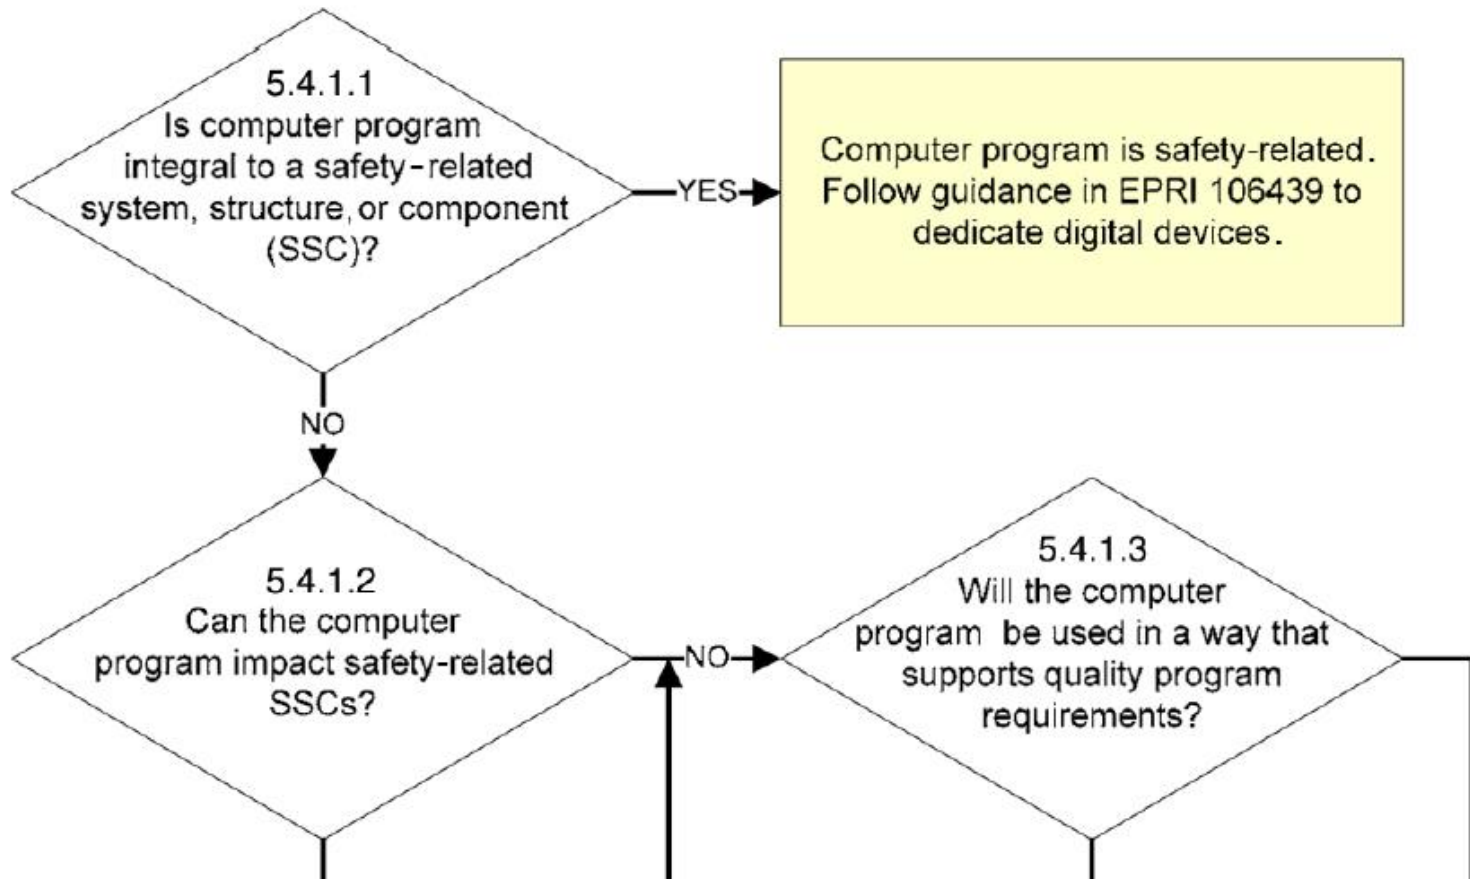 5.4.1.1
Is computer program
integral to a safety-related
system, structure, or component
(SSC)?
YES
Computer program is safety-related.
Follow guidance in EPRI 106439 to
dedicate digital devices.
NO
5.4.1.2
Can the computer
program impact safety-related
SSCs?
NO
5.4.1.3
Will the computer
program be used in a way that
supports quality program
requirements?